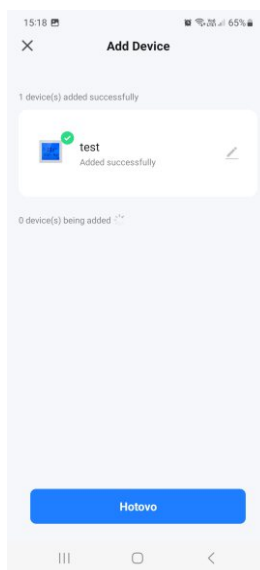 15:18
65%
Add Device
1 device(s) added successfully
test
Added successfully
0 device(s) being added
Hotovo